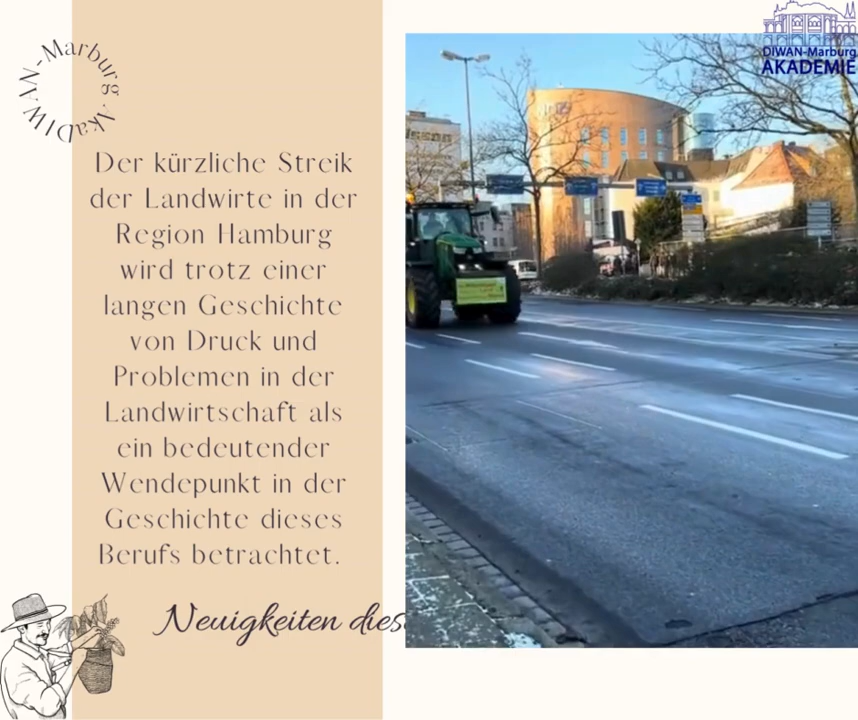 DIWAN-Marburg
AKADEMIE
DIWAN-Marburg Akad
Der kürzliche Streik
der Landwirte in der
Region Hamburg
wird trotz einer
langen Geschichte
von Druck und
Problemen in der
Landwirtschaft als
ein bedeutender
Wendepunkt in der
Geschichte dieses
Berufs betrachtet.
Neuigkeiten dies